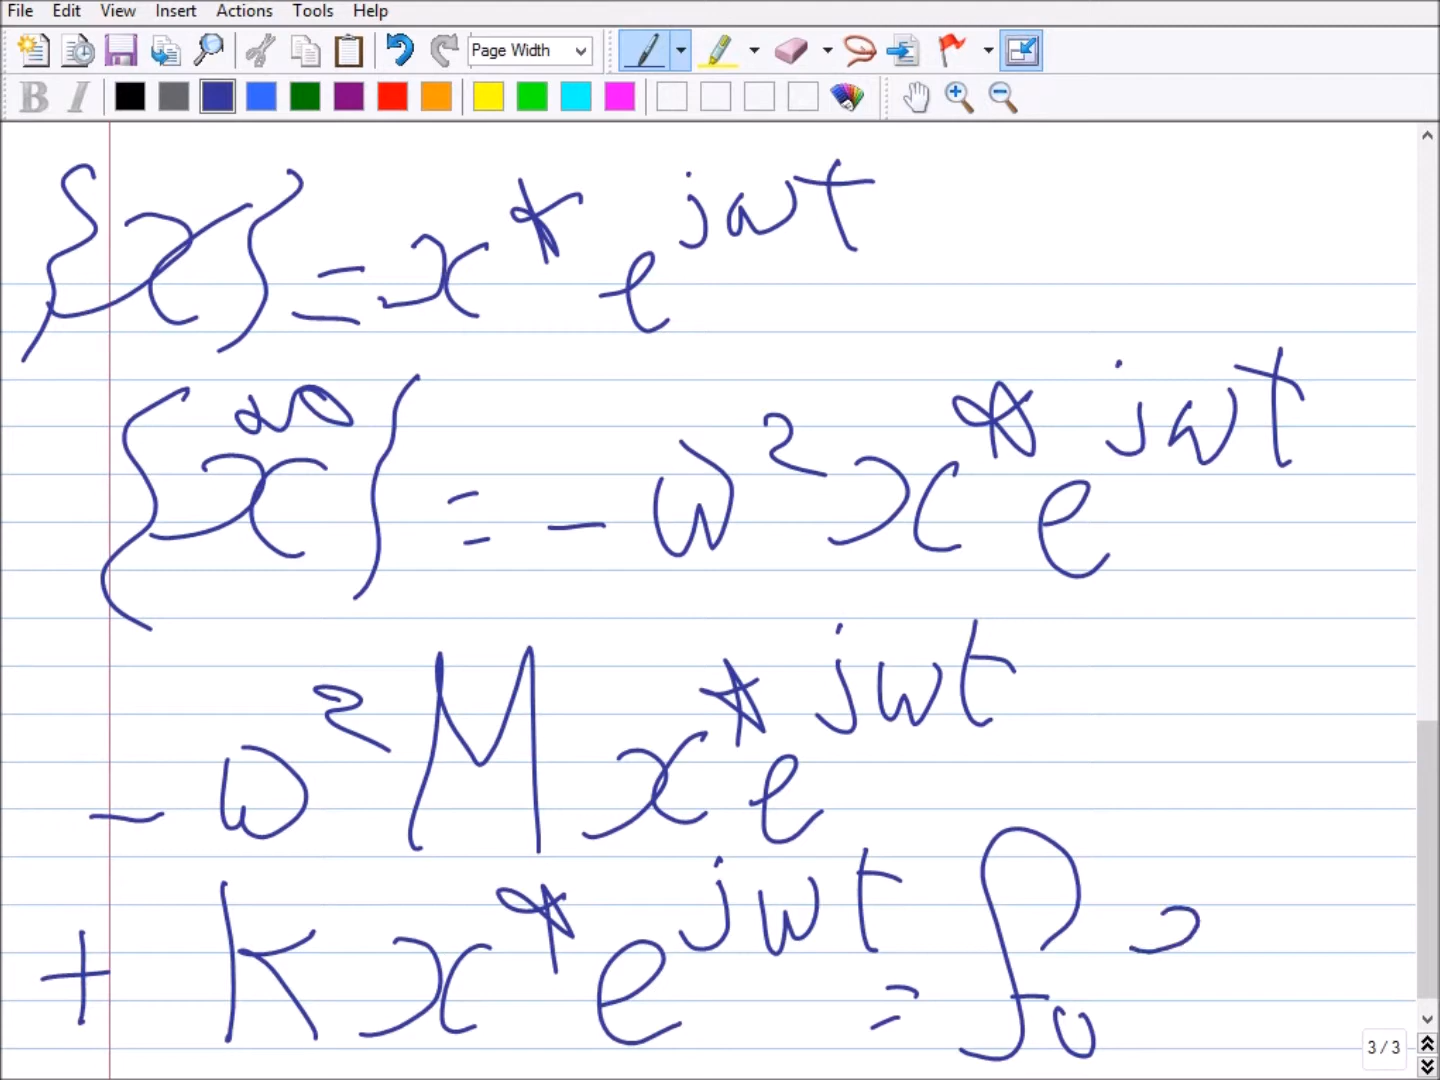 File Edit View Insert Actions Tools Help
Page Width
B I
{x} = x* e^jωt
{ẍ} = -ω² x* e^jωt
-ω² M x* e^jωt
+ K x* e^jωt = f₀
3 / 3